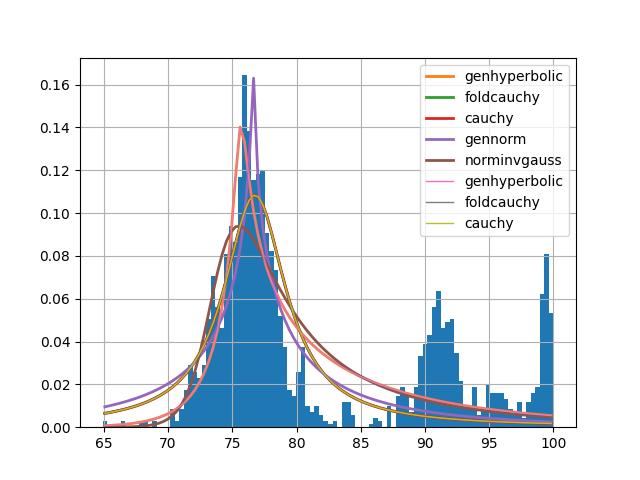 genhyperbolic
foldcauchy
cauchy
gennorm
norminvgauss
genhyperbolic
foldcauchy
cauchy
0.16
0.14
0.12
0.10
0.08
0.06
0.04
0.02
0.00
65 70 75 80 85 90 95 100